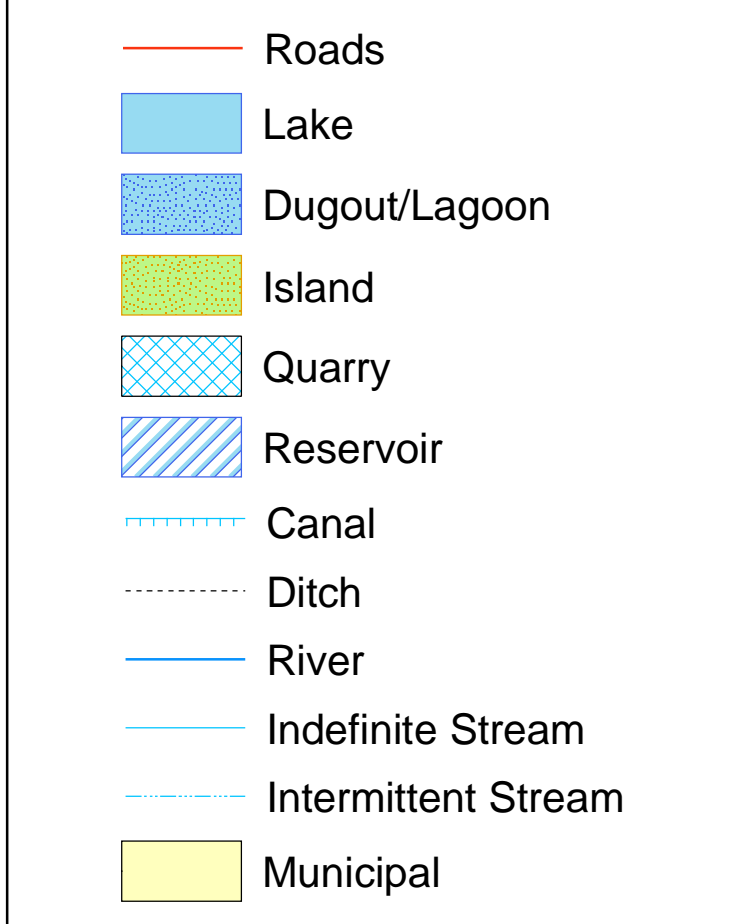 Roads
Lake
Dugout/Lagoon
Island
Quarry
Reservoir
Canal
Ditch
River
Indefinite Stream
Intermittent Stream
Municipal